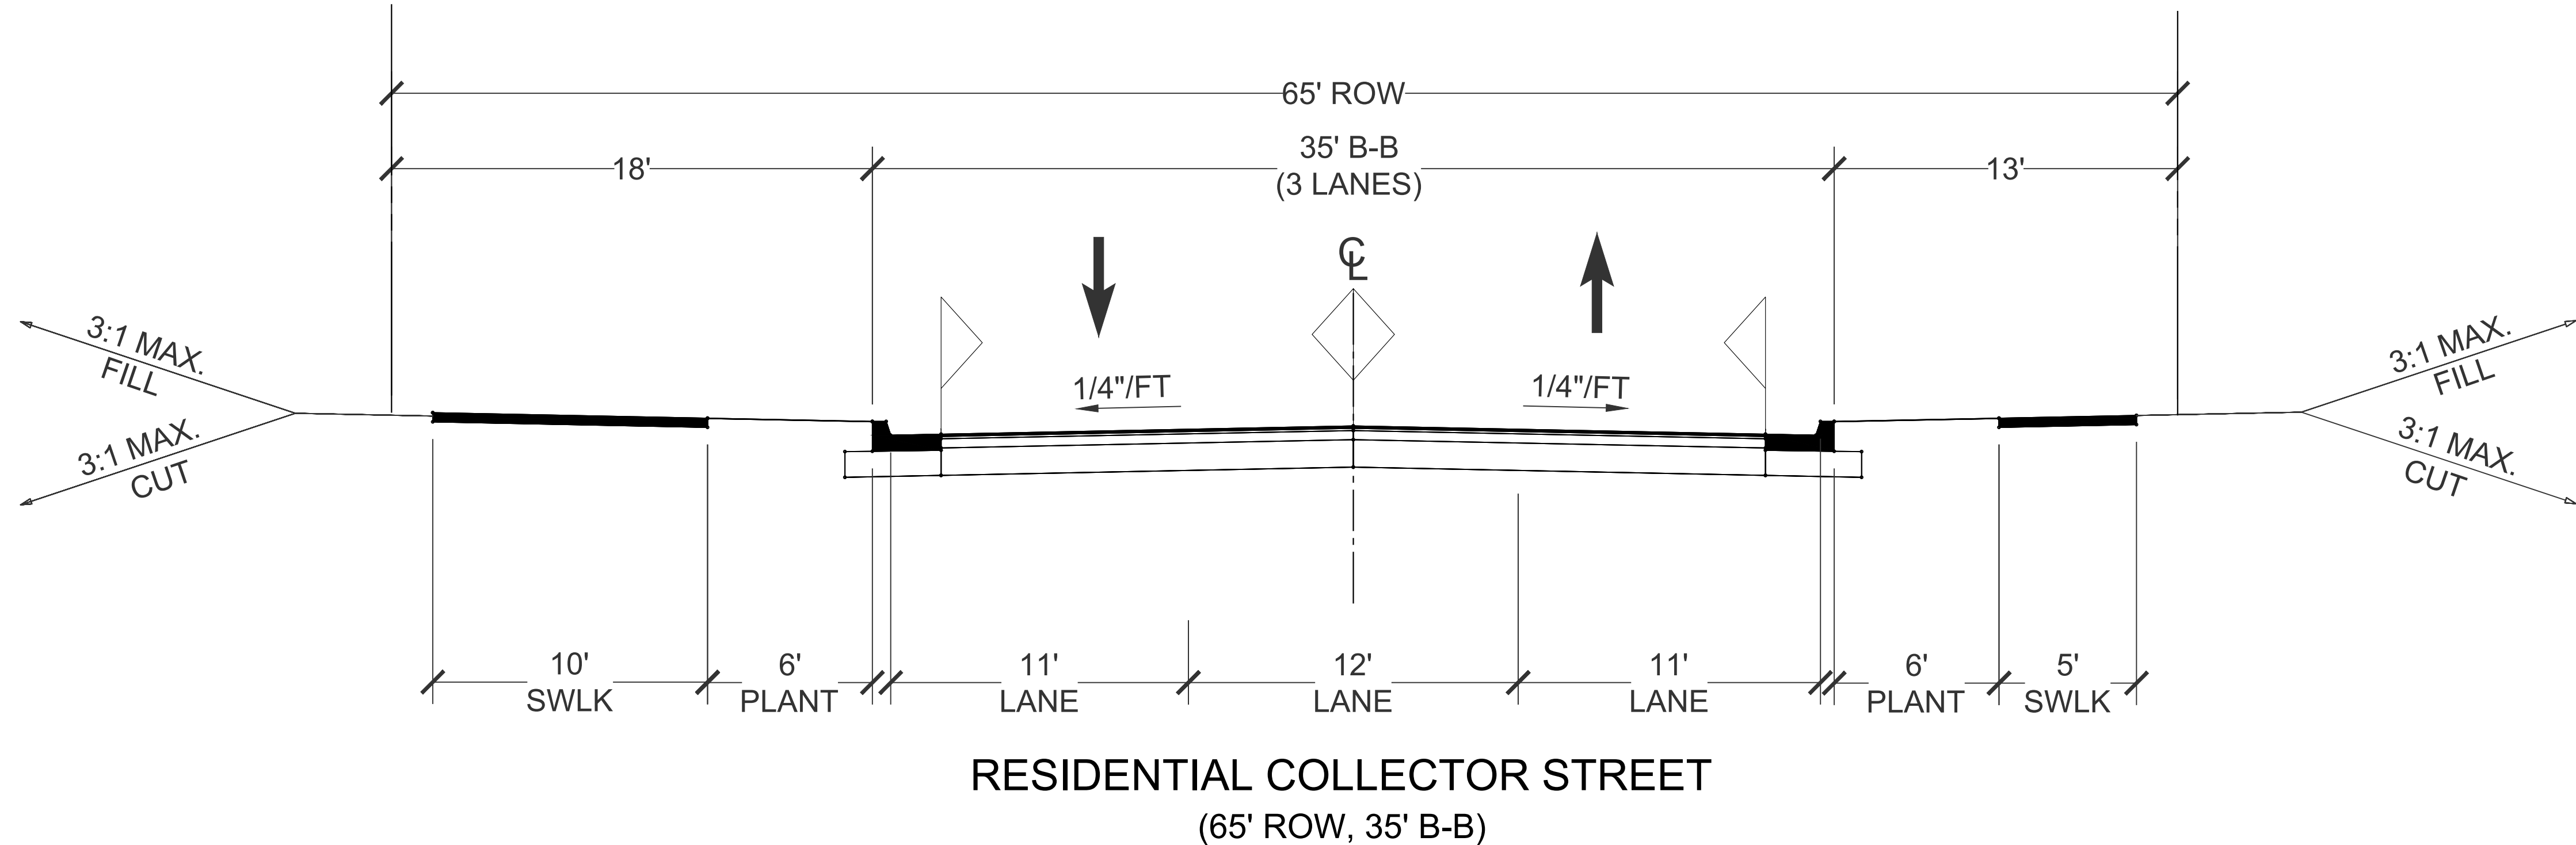 65' ROW
18'
35' B-B
(3 LANES)
13'
℄
3:1 MAX.
FILL
3:1 MAX.
CUT
1/4"/FT
1/4"/FT
3:1 MAX.
FILL
3:1 MAX.
CUT
10'
SWLK
6'
PLANT
11'
LANE
12'
LANE
11'
LANE
6'
PLANT
5'
SWLK
RESIDENTIAL COLLECTOR STREET
(65' ROW, 35' B-B)